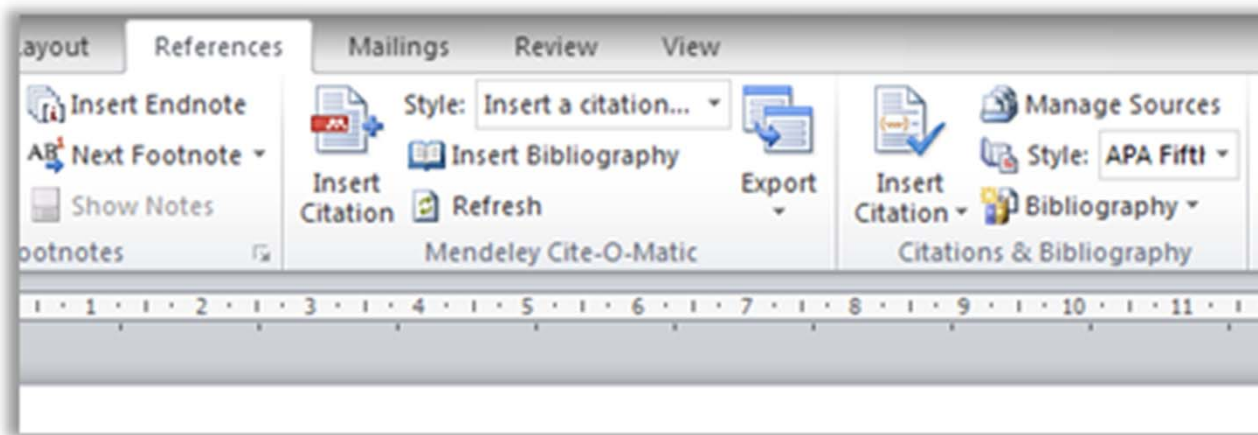 ayout References Mailings Review View
Insert Endnote
AB1 Next Footnote
Show Notes
ootnotes
Insert Citation
Style: Insert a citation...
Insert Bibliography
Refresh
Export
Mendeley Cite-O-Matic
Insert Citation
Manage Sources
Style: APA Fiftl
Bibliography
Citations & Bibliography
1 2 3 4 5 6 7 8 9 10 11